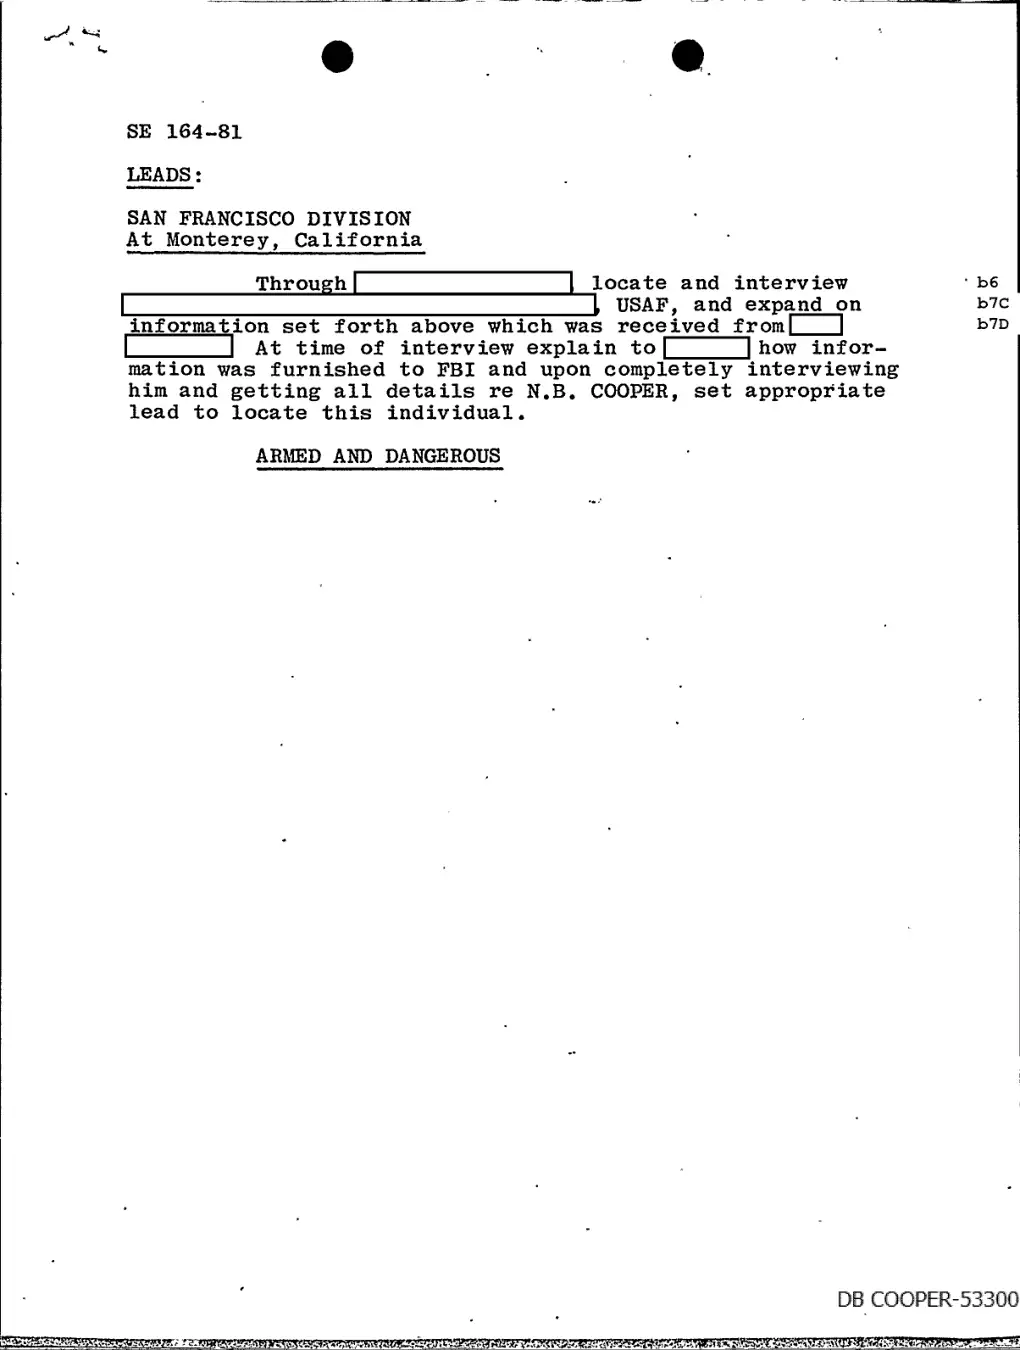 SE 164-81
LEADS:
SAN FRANCISCO DIVISION
At Monterey, California
Through locate and interview b6
, USAF, and expand on b7C
information set forth above which was received from b7D
At time of interview explain to how infor-
mation was furnished to FBI and upon completely interviewing
him and getting all details re N.B. COOPER, set appropriate
lead to locate this individual.
ARMED AND DANGEROUS
DB COOPER-53300